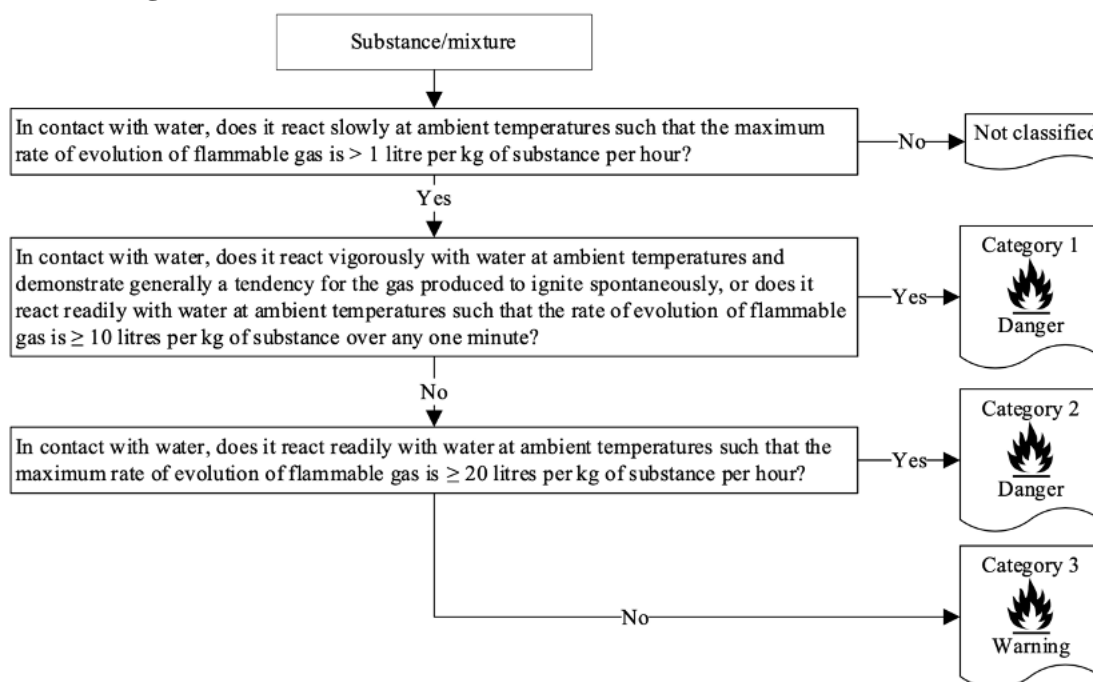 Substance/mixture
In contact with water, does it react slowly at ambient temperatures such that the maximum
rate of evolution of flammable gas is > 1 litre per kg of substance per hour?
No
Not classified
Yes
In contact with water, does it react vigorously with water at ambient temperatures and
demonstrate generally a tendency for the gas produced to ignite spontaneously, or does it
react readily with water at ambient temperatures such that the rate of evolution of flammable
gas is ≥ 10 litres per kg of substance over any one minute?
Yes
Category 1
Danger
No
In contact with water, does it react readily with water at ambient temperatures such that the
maximum rate of evolution of flammable gas is ≥ 20 litres per kg of substance per hour?
Yes
Category 2
Danger
No
Category 3
Warning